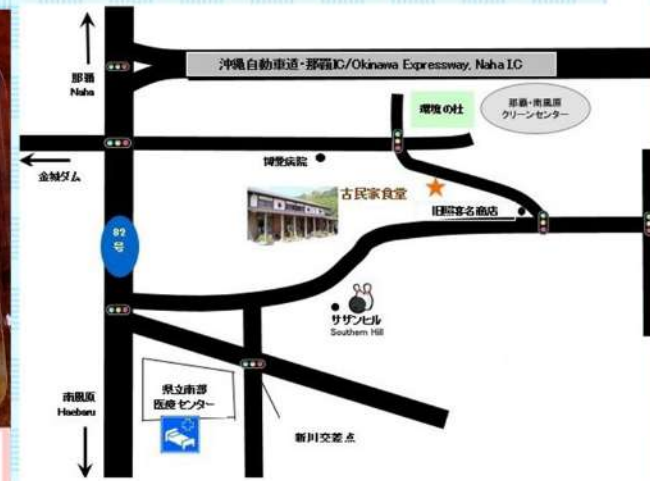 沖縄自動車道・那覇IC/Okinawa Expressway, Naha I.C
那覇
Naha
環境の杜
那覇・南風原
クリーンセンター
博愛病院
金城ダム
古民家食堂
旧照屋名商店
82
号
サザンヒル
Southern Hill
南風原
Haebaru
県立南部
医療センター
新川交差点